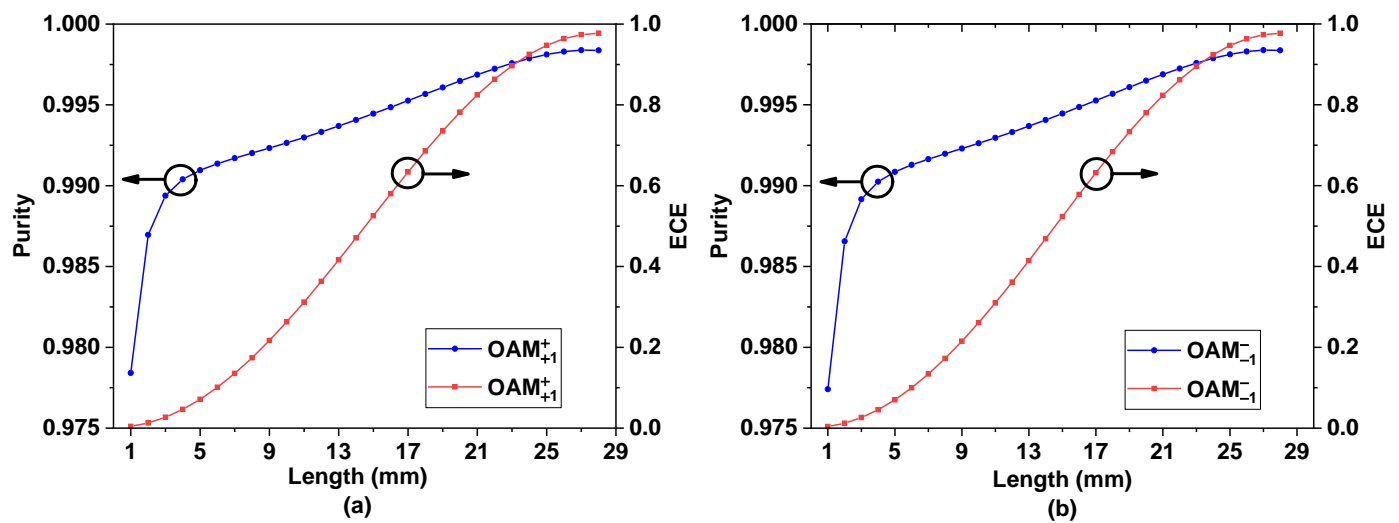 1.000
0.995
0.990
0.985
0.980
0.975
Purity
1.0
0.8
0.6
0.4
0.2
0.0
ECE
OAM⁺₊₁
OAM⁺₊₁
1 5 9 13 17 21 25 29
Length (mm)
(a)
1.000
0.995
0.990
0.985
0.980
0.975
Purity
1.0
0.8
0.6
0.4
0.2
0.0
ECE
OAM⁻₋₁
OAM⁻₋₁
1 5 9 13 17 21 25 29
Length (mm)
(b)